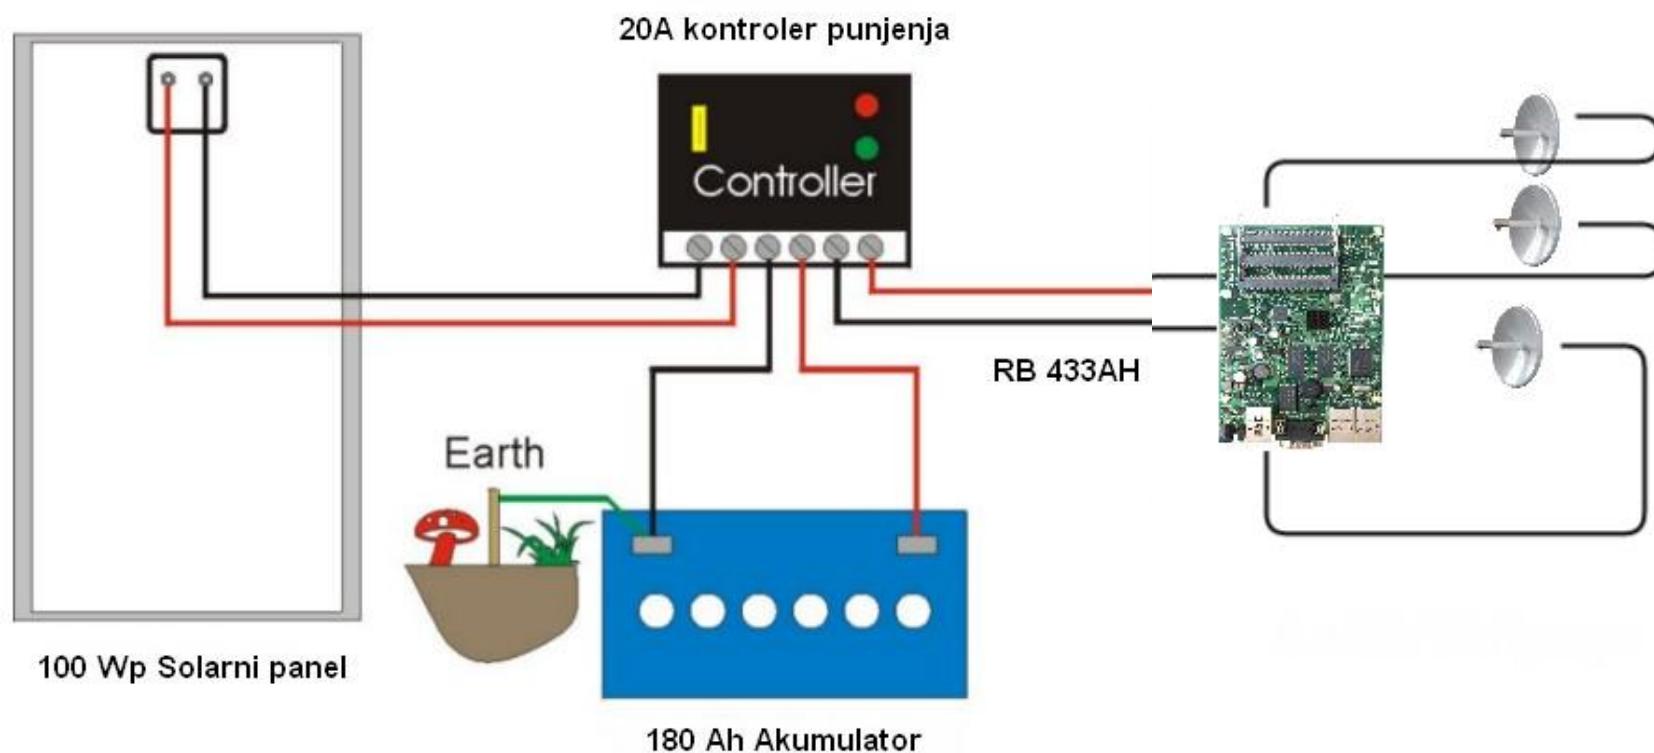 20A kontroler punjenja
Controller
RB 433AH
Earth
100 Wp Solarni panel
180 Ah Akumulator